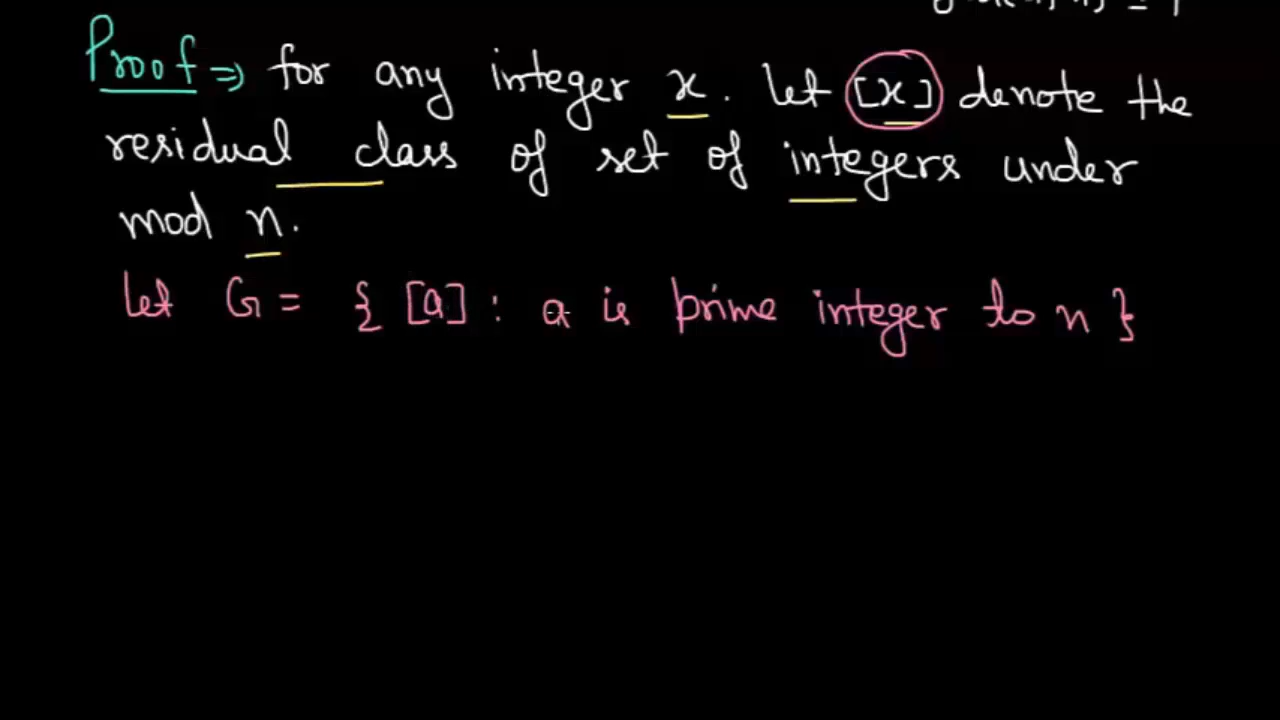 Proof ⇒ for any integer x. Let [x] denote the
residual class of set of integers under
mod n.
Let G = { [a] : a is prime integer to n }